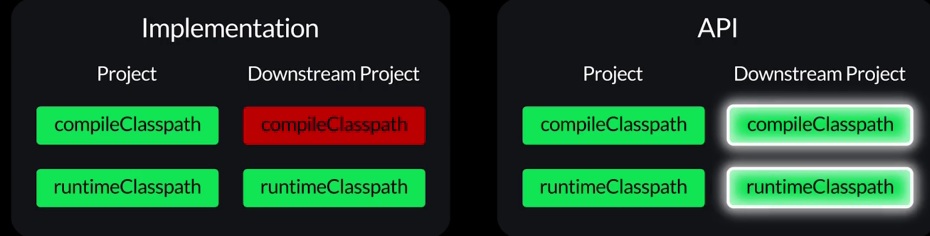 Implementation
Project Downstream Project
compileClasspath compileClasspath
runtimeClasspath runtimeClasspath
API
Project Downstream Project
compileClasspath compileClasspath
runtimeClasspath runtimeClasspath